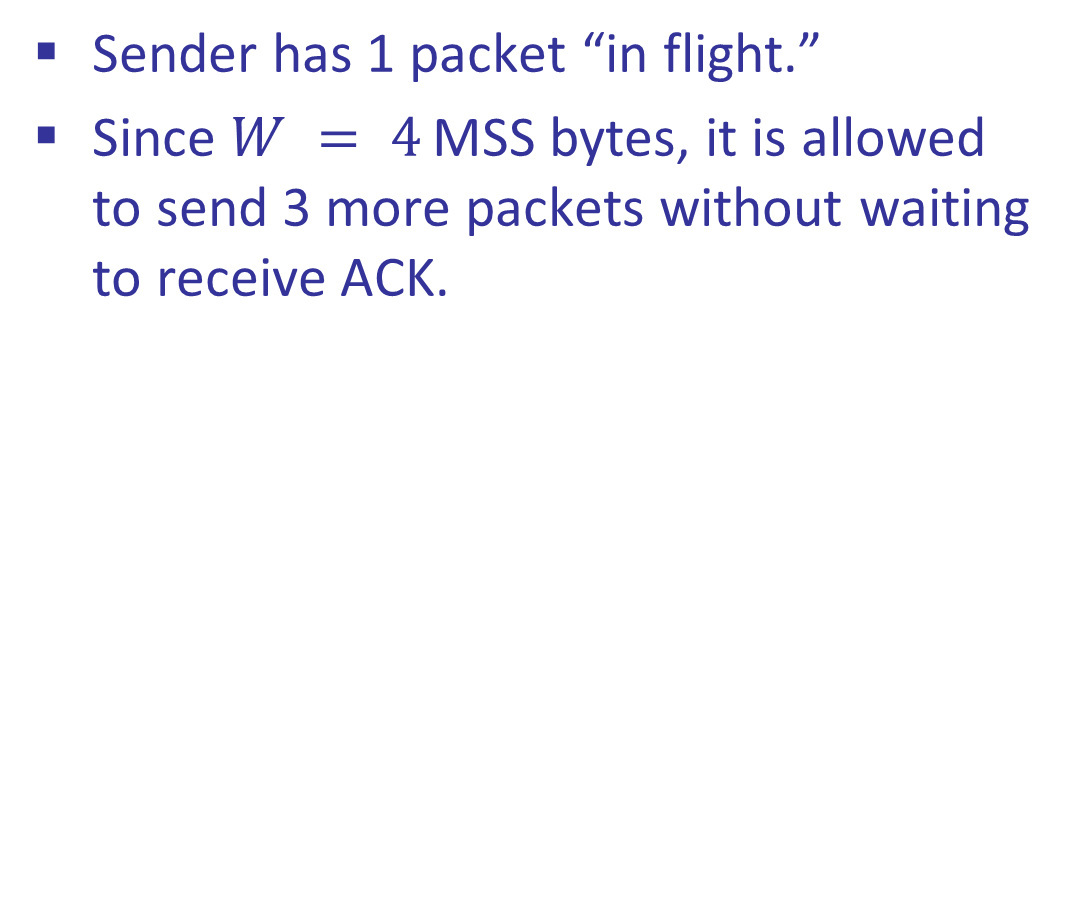 ▪ Sender has 1 packet “in flight.”
▪ Since W = 4 MSS bytes, it is allowed
to send 3 more packets without waiting
to receive ACK.